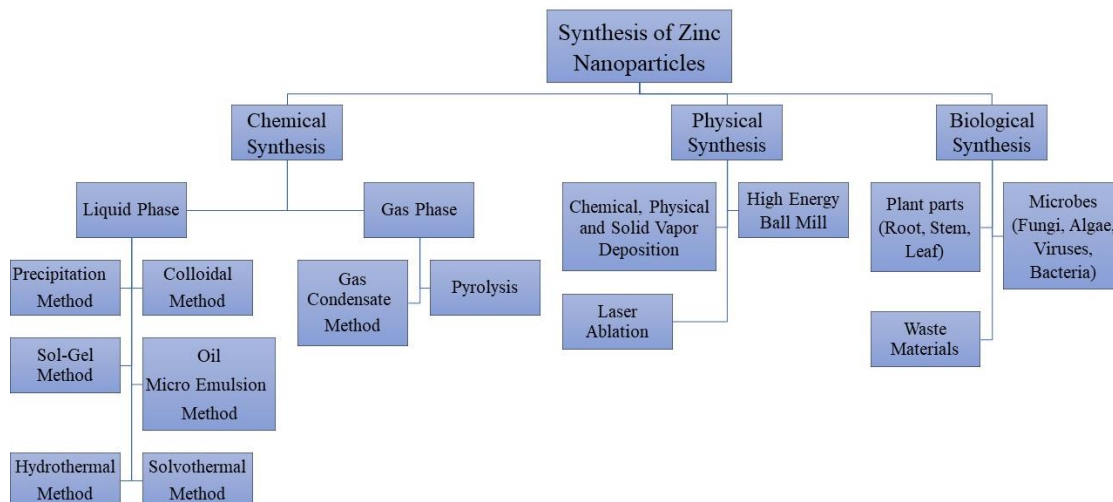 Synthesis of Zinc
Nanoparticles
Chemical
Synthesis
Physical
Synthesis
Biological
Synthesis
Liquid Phase
Gas Phase
Chemical, Physical
and Solid Vapor
Deposition
High Energy
Ball Mill
Plant parts
(Root, Stem,
Leaf)
Microbes
(Fungi, Algae,
Viruses,
Bacteria)
Precipitation
Method
Colloidal
Method
Gas
Condensate
Method
Pyrolysis
Laser
Ablation
Waste
Materials
Sol-Gel
Method
Oil
Micro Emulsion
Method
Hydrothermal
Method
Solvothermal
Method